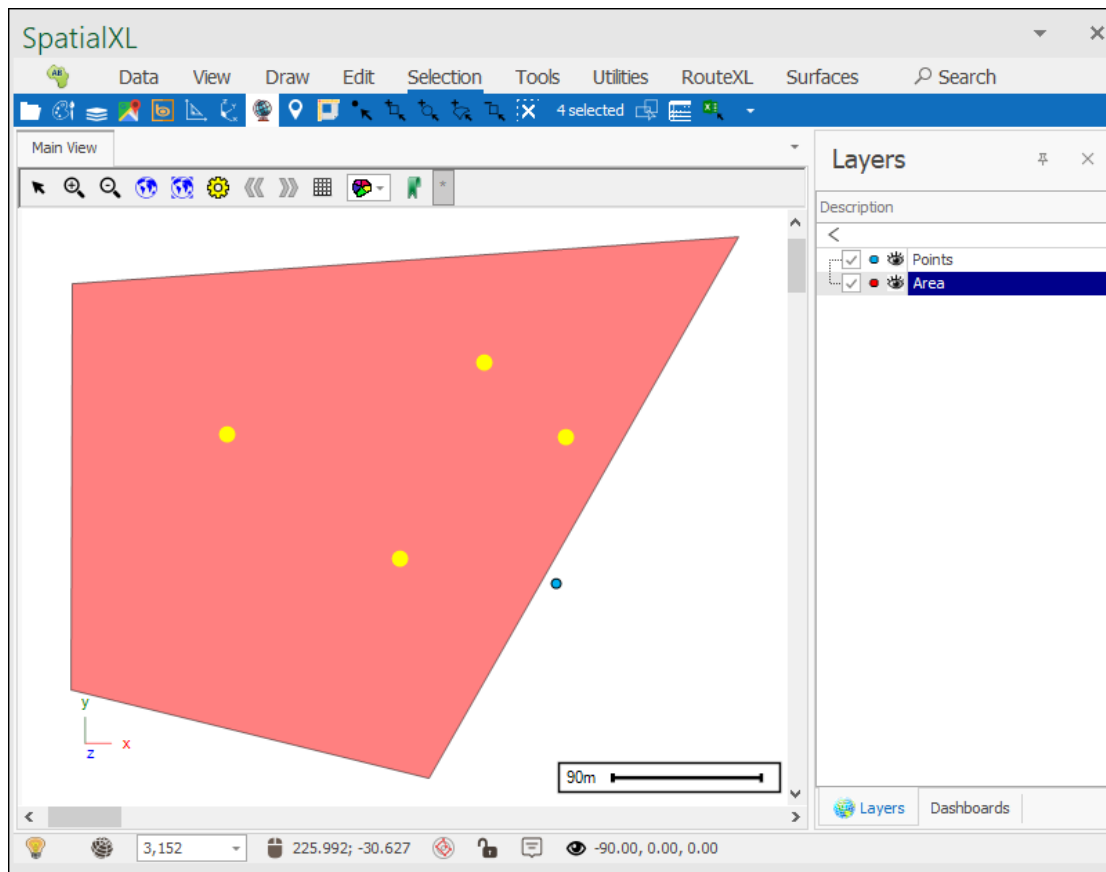 SpatialXL
Data View Draw Edit Selection Tools Utilities RouteXL Surfaces Search
4 selected
Main View
Layers
Description
Points
Area
y
x
z
90m
Layers Dashboards
3,152 225.992; -30.627 -90.00, 0.00, 0.00